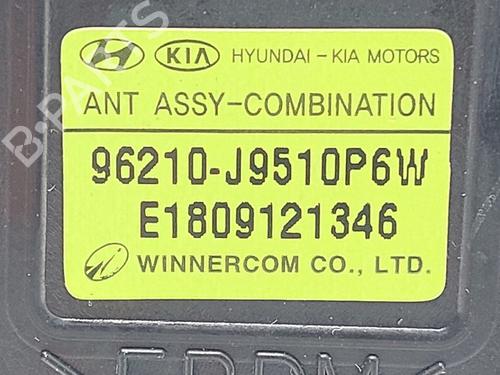 KIA HYUNDAI - KIA MOTORS
ANT ASSY-COMBINATION
96210-J9510P6W
E1809121346
WINNERCOM CO., LTD.
B-PARTS